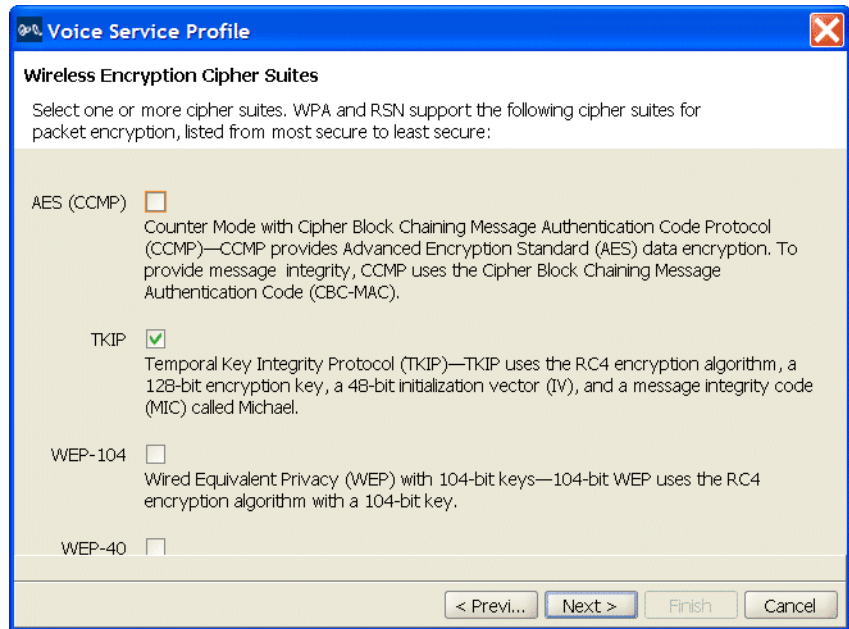 Voice Service Profile
Wireless Encryption Cipher Suites
Select one or more cipher suites. WPA and RSN support the following cipher suites for
packet encryption, listed from most secure to least secure:
AES (CCMP)
Counter Mode with Cipher Block Chaining Message Authentication Code Protocol
(CCMP)—CCMP provides Advanced Encryption Standard (AES) data encryption. To
provide message integrity, CCMP uses the Cipher Block Chaining Message
Authentication Code (CBC-MAC).
TKIP
Temporal Key Integrity Protocol (TKIP)—TKIP uses the RC4 encryption algorithm, a
128-bit encryption key, a 48-bit initialization vector (IV), and a message integrity code
(MIC) called Michael.
WEP-104
Wired Equivalent Privacy (WEP) with 104-bit keys—104-bit WEP uses the RC4
encryption algorithm with a 104-bit key.
WEP-40
< Previ... Next > Finish Cancel